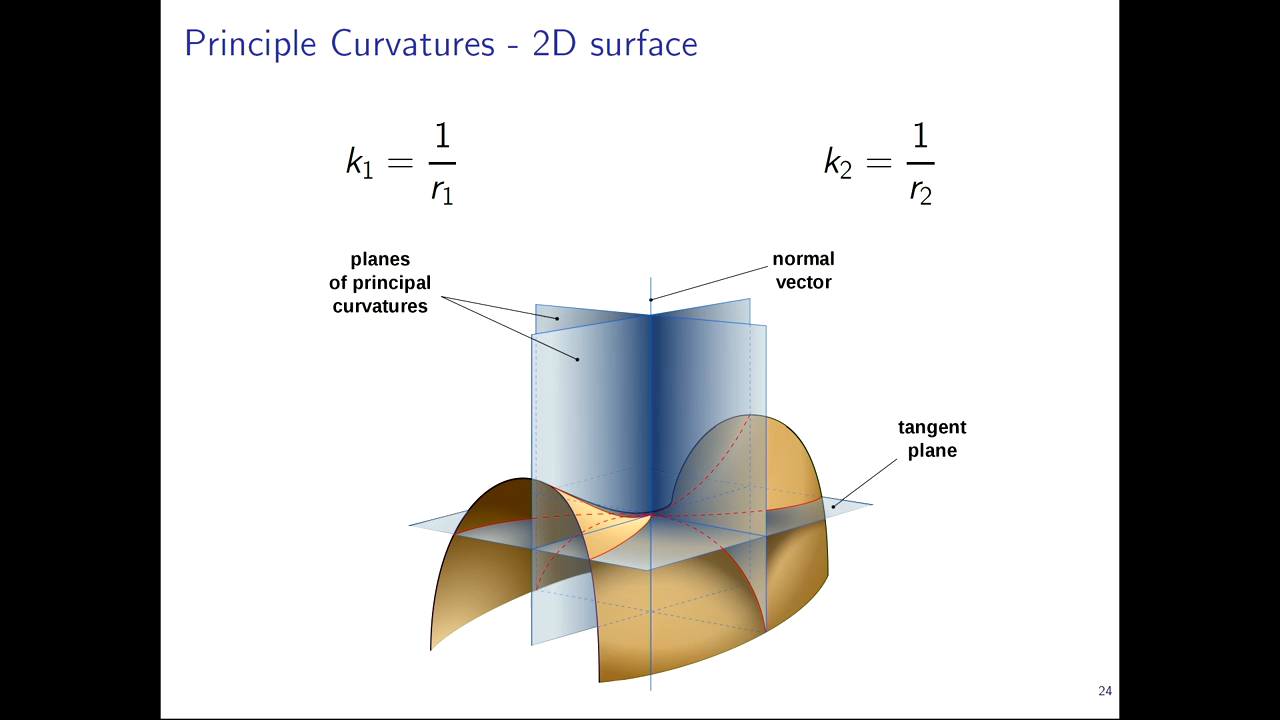 Principle Curvatures - 2D surface
k₁ = 1/r₁
k₂ = 1/r₂
planes
of principal
curvatures
normal
vector
tangent
plane
24